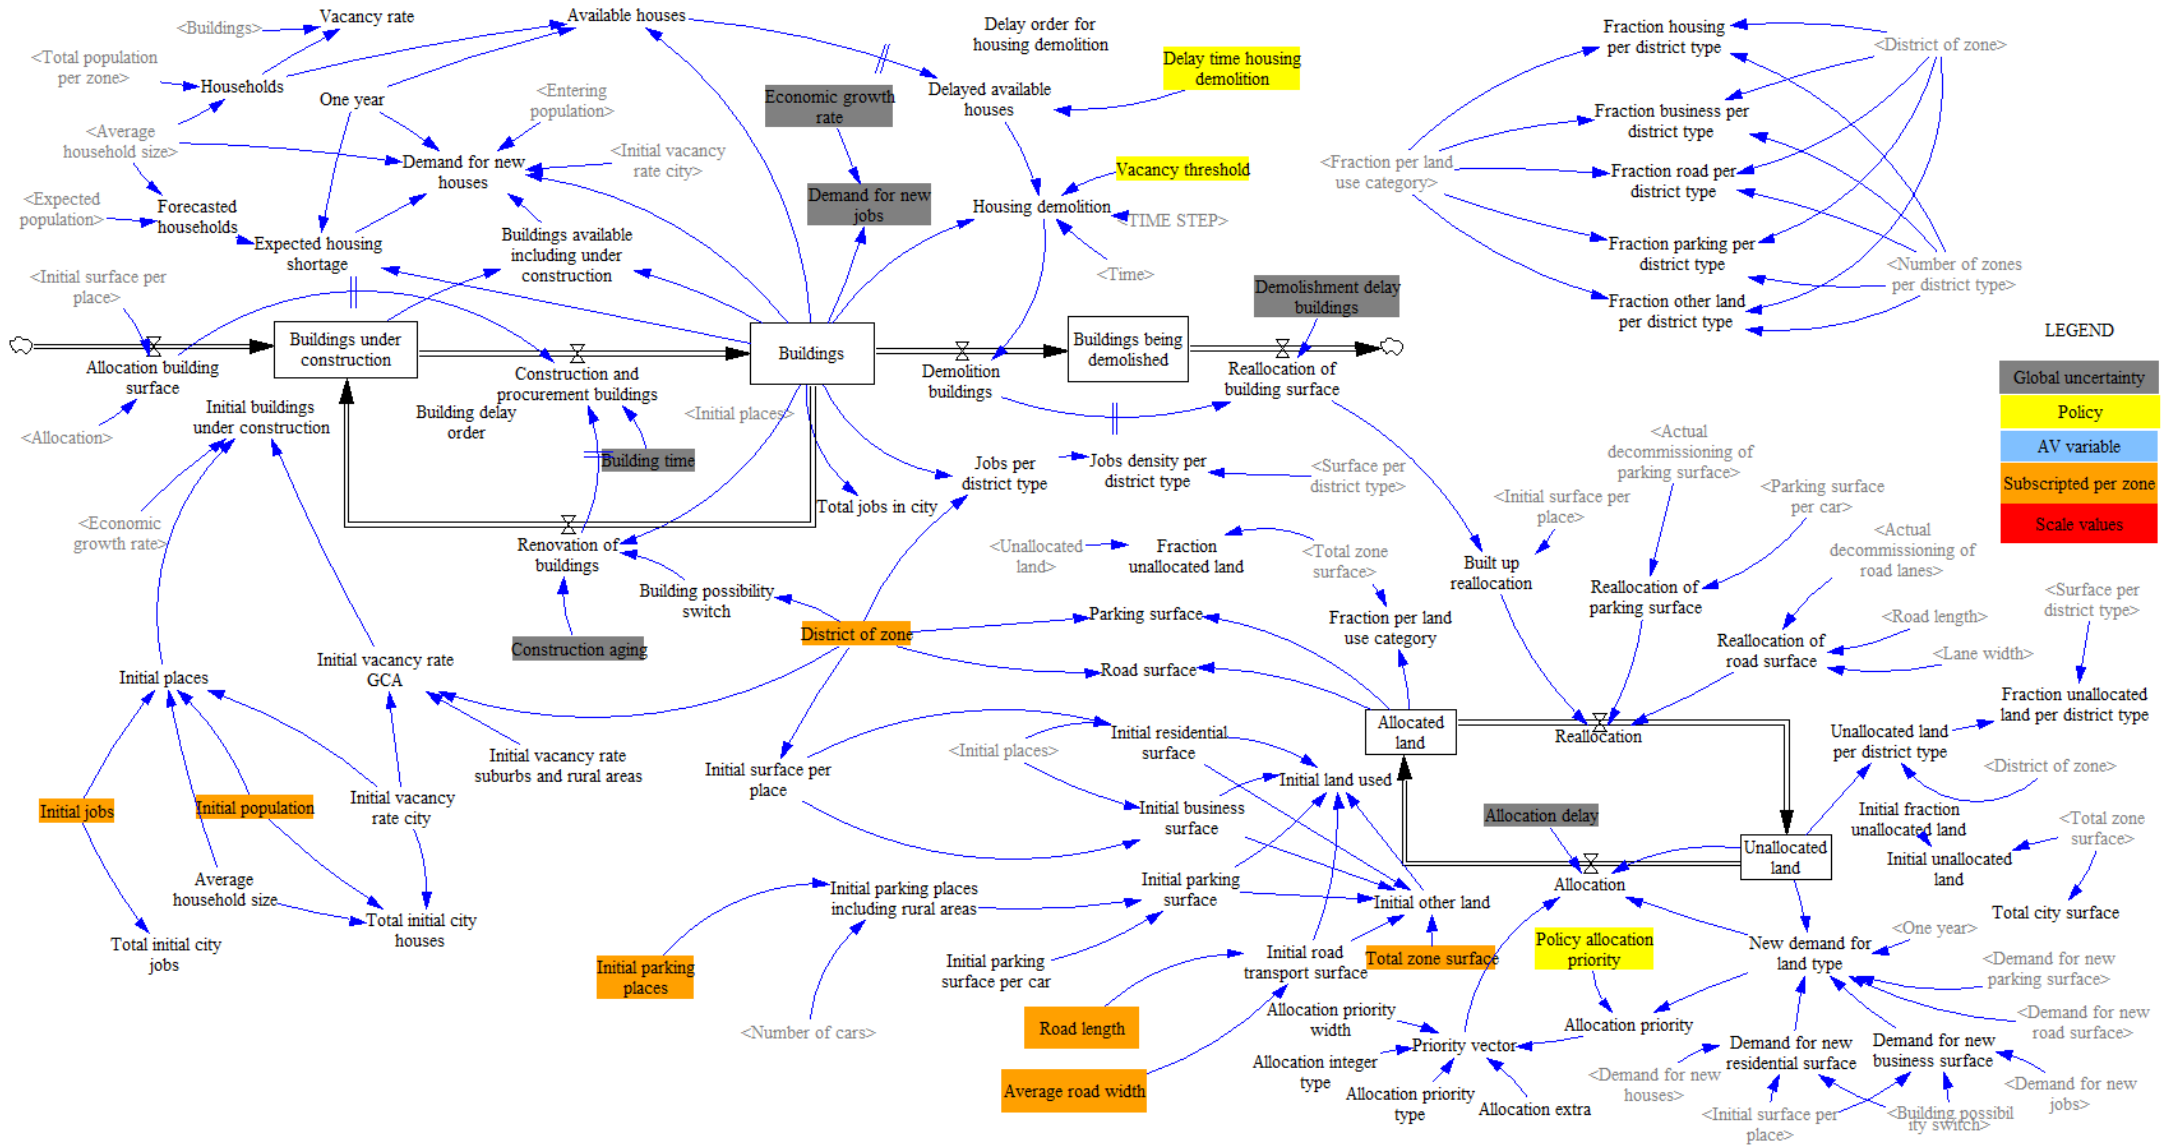 <Buildings>
Vacancy rate
Available houses
Delay order for
housing demolition
<Total population
per zone>
Households
One year
<Entering
population>
Economic growth
rate
Delayed available
houses
Delay time housing
demolition
<Average
household size>
Demand for new
houses
<Initial vacancy
rate city>
Vacancy threshold
Demand for new
jobs
Housing demolition
<TIME STEP>
<Time>
<Expected
population>
Forecasted
households
Expected housing
shortage
Buildings available
including under
construction
<Initial surface per
place>
Demolishment delay
buildings
Buildings under
construction
Buildings
Buildings being
demolished
Allocation building
surface
Construction and
procurement buildings
Demolition
buildings
Reallocation of
building surface
<Allocation>
Initial buildings
under construction
Building delay
order
<Initial places>
Building time
Jobs per
district type
Jobs density per
district type
<Surface per
district type>
Total jobs in city
<Economic
growth rate>
Renovation of
buildings
<Unallocated
land>
Fraction
unallocated land
<Total zone
surface>
Building possibility
switch
Construction aging
District of zone
Parking surface
Road surface
Fraction per land
use category
Initial places
Initial vacancy rate
GCA
Initial vacancy rate
suburbs and rural areas
Initial jobs
Initial population
Initial vacancy
rate city
Average
household size
Total initial city
jobs
Total initial city
houses
Initial surface per
place
<Initial places>
Initial residential
surface
Initial land used
Initial business
surface
Initial parking places
including rural areas
Initial parking
surface
Initial other land
Initial parking
places
Initial parking
surface per car
Initial road
transport surface
Total zone surface
<Number of cars>
Road length
Average road width
Allocation priority
width
Allocation integer
type
Allocation priority
type
Allocation extra
Priority vector
Allocation priority
Policy allocation
priority
Allocation
Allocation delay
Allocated
land
Reallocation
Unallocated
land
Built up
reallocation
<Initial surface per
place>
<Actual
decommissioning of
parking surface>
<Parking surface
per car>
Reallocation of
parking surface
<Actual
decommissioning of
road lanes>
Reallocation of
road surface
<Road length>
<Lane width>
<Surface per
district type>
Fraction unallocated
land per district type
Unallocated land
per district type
<District of zone>
Initial fraction
unallocated land
<Total zone
surface>
Initial unallocated
land
Total city surface
New demand for
land type
<One year>
<Demand for new
parking surface>
<Demand for new
road surface>
Demand for new
residential surface
Demand for new
business surface
<Demand for new
houses>
<Demand for new
jobs>
<Initial surface per
place>
<Building possibil
ity switch>
Fraction housing
per district type
<District of zone>
Fraction business per
district type
<Fraction per land
use category>
Fraction road per
district type
Fraction parking per
district type
<Number of zones
per district type>
Fraction other land
per district type
LEGEND
Global uncertainty
Policy
AV variable
Subscripted per zone
Scale values